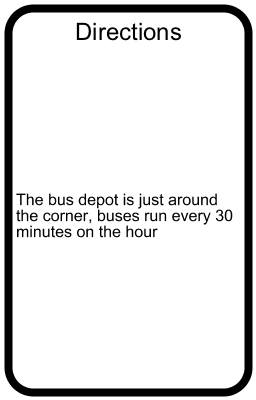 Directions
The bus depot is just around
the corner, buses run every 30
minutes on the hour